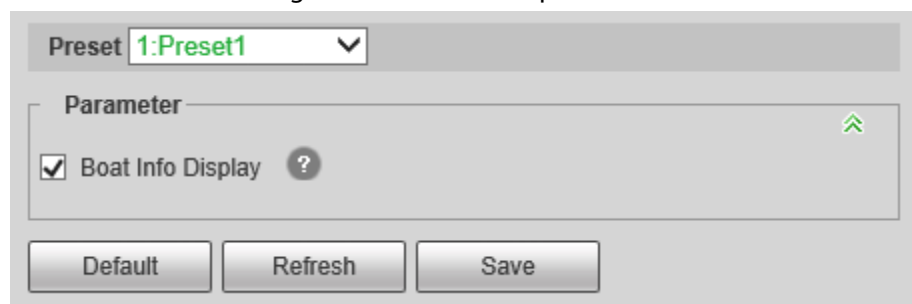 Preset 1:Preset1
Parameter
Boat Info Display ?
Default Refresh Save